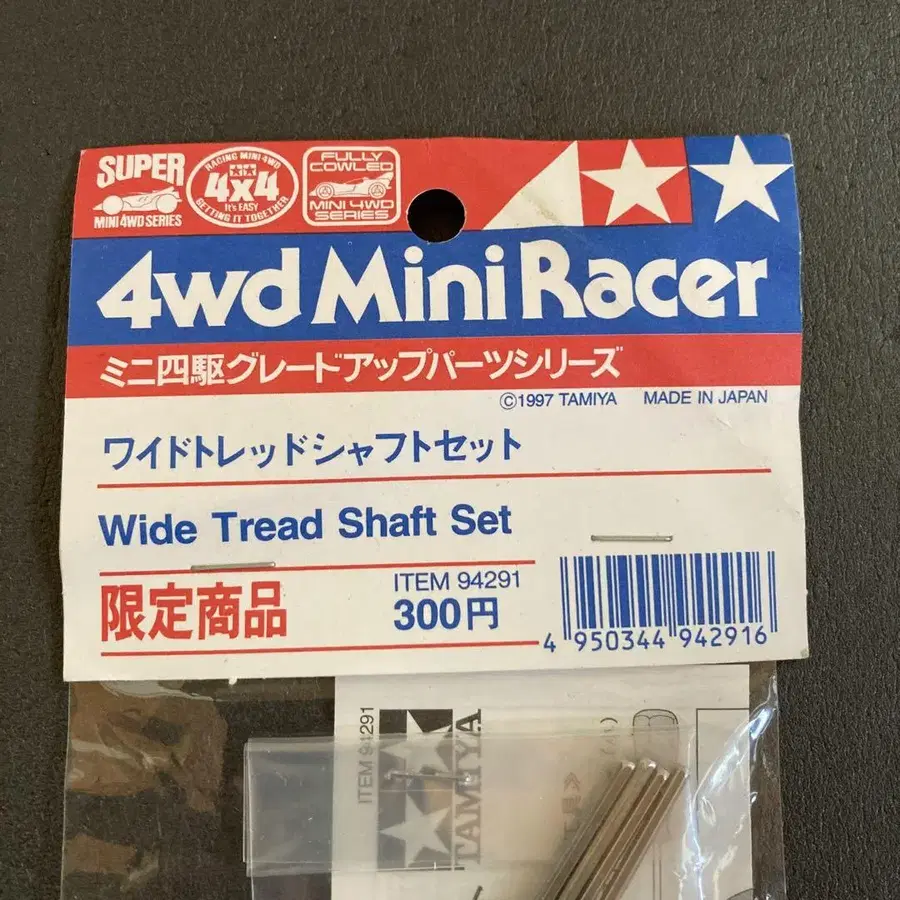 SUPER
MINI 4WD SERIES
RACING MINI 4WD
4x4
It's EASY
GETTING IT TOGETHER
FULLY
COWLED
MINI 4WD
SERIES
4wd Mini Racer
ミニ四駆グレードアップパーツシリーズ
©1997 TAMIYA MADE IN JAPAN
ワイドトレッドシャフトセット
Wide Tread Shaft Set
限定商品
ITEM 94291
300円
4 950344 942916
ITEM 94291
TAMIYA